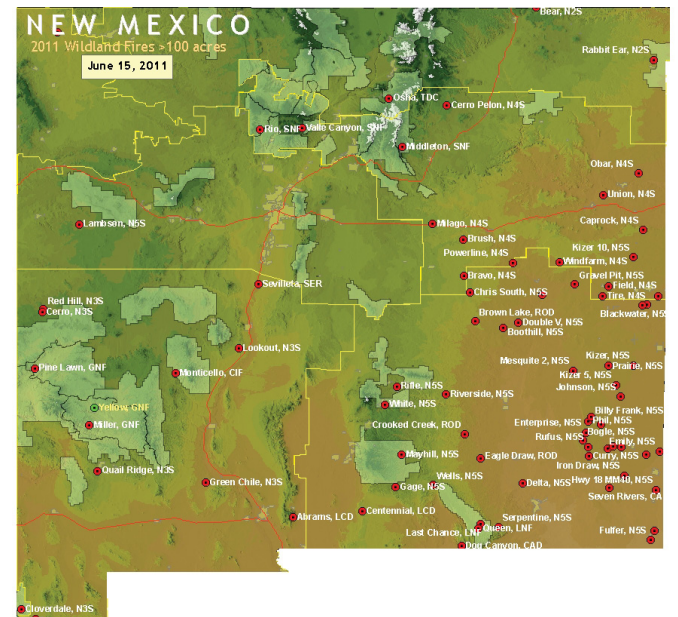 NEW MEXICO
2011 Wildland Fires >100 acres
June 15, 2011
Bear, N2S
Rabbit Ear, N2S
Osha, TDC
Cerro Pelon, N4S
Rio, SNF
Valle Canyon, SNF
Middleton, SNF
Obar, N4S
Union, N4S
Lambson, N5S
Milago, N4S
Caprock, N4S
Brush, N4S
Kizer 10, N5S
Powerline, N4S
Windfarm, N4S
Bravo, N4S
Gravel Pit, N5S
Sevilleta, SER
Field, N4S
Chris South, N5S
Tire, N4S
Red Hill, N3S
Cerro, N3S
Brown Lake, ROD
Blackwater, N5S
Double V, N5S
Boothill, N5S
Lookout, N3S
Kizer, N5S
Mesquite 2, N5S
Prairie, N5S
Pine Lawn, GNF
Monticello, CIF
Kizer 5, N5S
Rifle, N5S
Johnson, N5S
Riverside, N5S
White, N5S
Yellow, GNF
Billy Frank, N5S
Miller, GNF
Crooked Creek, ROD
Enterprise, N5S
Phil, N5S
Bogle, N5S
Rufus, N5S
Emily, N5S
Mayhill, N5S
Eagle Draw, ROD
Curry, N5S
Iron Draw, N5S
Quail Ridge, N3S
Wells, N5S
Green Chile, N3S
Gage, N5S
Delta, N5S
Hwy 18 MM40, N5S
Seven Rivers, CA
Centennial, LCD
Abrams, LCD
Serpentine, N5S
Last Chance, LNF
Queen, LNF
Fulfer, N5S
Dog Canyon, CAD
Cloverdale, N3S